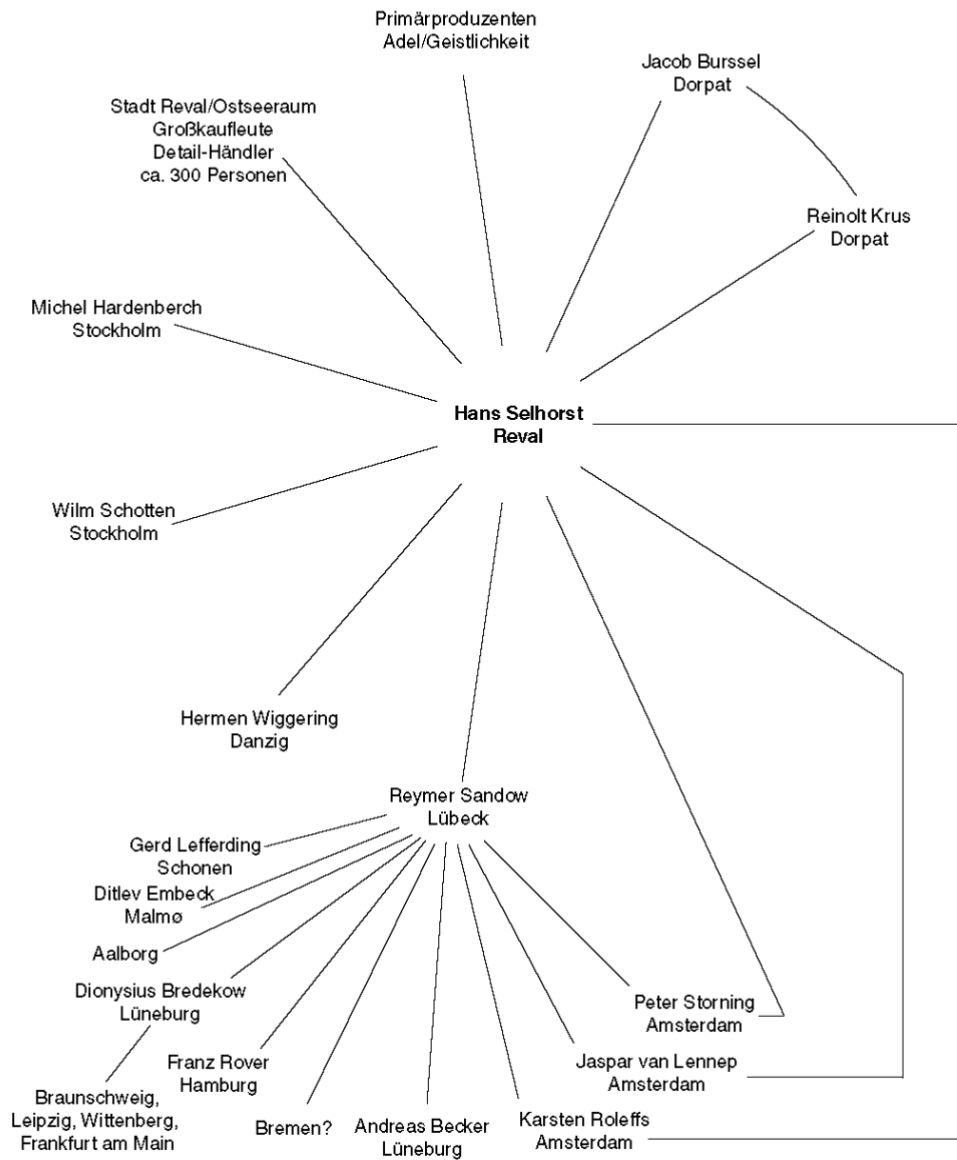 Primärproduzenten
Adel/Geistlichkeit
Jacob Burssel
Dorpat
Stadt Reval/Ostseeraum
Großkaufleute
Detail-Händler
ca. 300 Personen
Reinolt Krus
Dorpat
Michel Hardenberch
Stockholm
Hans Selhorst
Reval
Wilm Schotten
Stockholm
Hermen Wiggering
Danzig
Reymer Sandow
Lübeck
Gerd Lefferding
Schonen
Ditlev Embeck
Malmø
Aalborg
Dionysius Bredekow
Lüneburg
Peter Storning
Amsterdam
Franz Rover
Hamburg
Jaspar van Lennep
Amsterdam
Braunschweig,
Leipzig, Wittenberg,
Frankfurt am Main
Bremen?
Andreas Becker
Lüneburg
Karsten Roleffs
Amsterdam